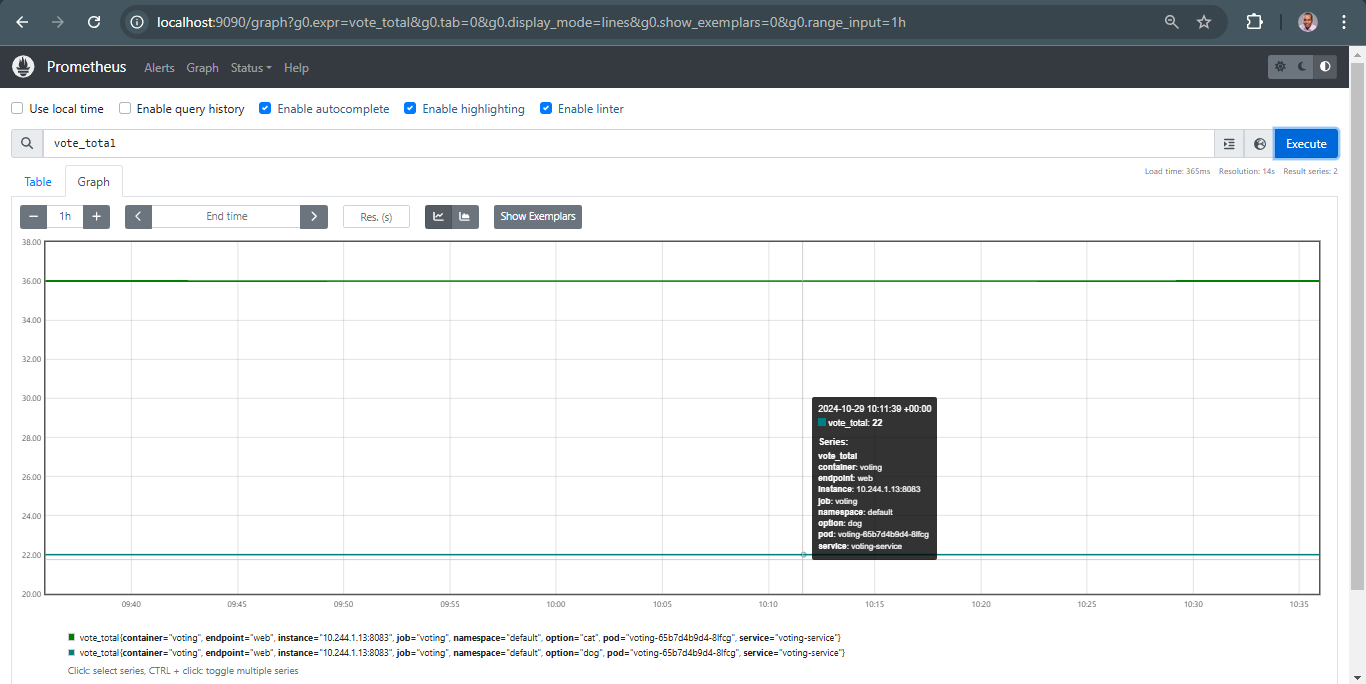 localhost:9090/graph?g0.expr=vote_total&g0.tab=0&g0.display_mode=lines&g0.show_exemplars=0&g0.range_input=1h
Prometheus Alerts Graph Status Help
Use local time Enable query history Enable autocomplete Enable highlighting Enable linter
vote_total Execute
Load time: 365ms Resolution: 14s Result series: 2
Table Graph
1h End time Res. (s) Show Exemplars
38.00
36.00
34.00
32.00
30.00
28.00
26.00
24.00
22.00
20.00
2024-10-29 10:11:39 +00:00
vote_total: 22
Series:
vote_total
container: voting
endpoint: web
instance: 10.244.1.13:8083
job: voting
namespace: default
option: dog
pod: voting-65b7d4b9d4-8lfcg
service: voting-service
09:40 09:45 09:50 09:55 10:00 10:05 10:10 10:15 10:20 10:25 10:30 10:35
vote_total{container="voting", endpoint="web", instance="10.244.1.13:8083", job="voting", namespace="default", option="cat", pod="voting-65b7d4b9d4-8lfcg", service="voting-service"}
vote_total{container="voting", endpoint="web", instance="10.244.1.13:8083", job="voting", namespace="default", option="dog", pod="voting-65b7d4b9d4-8lfcg", service="voting-service"}
Click: select series, CTRL + click: toggle multiple series